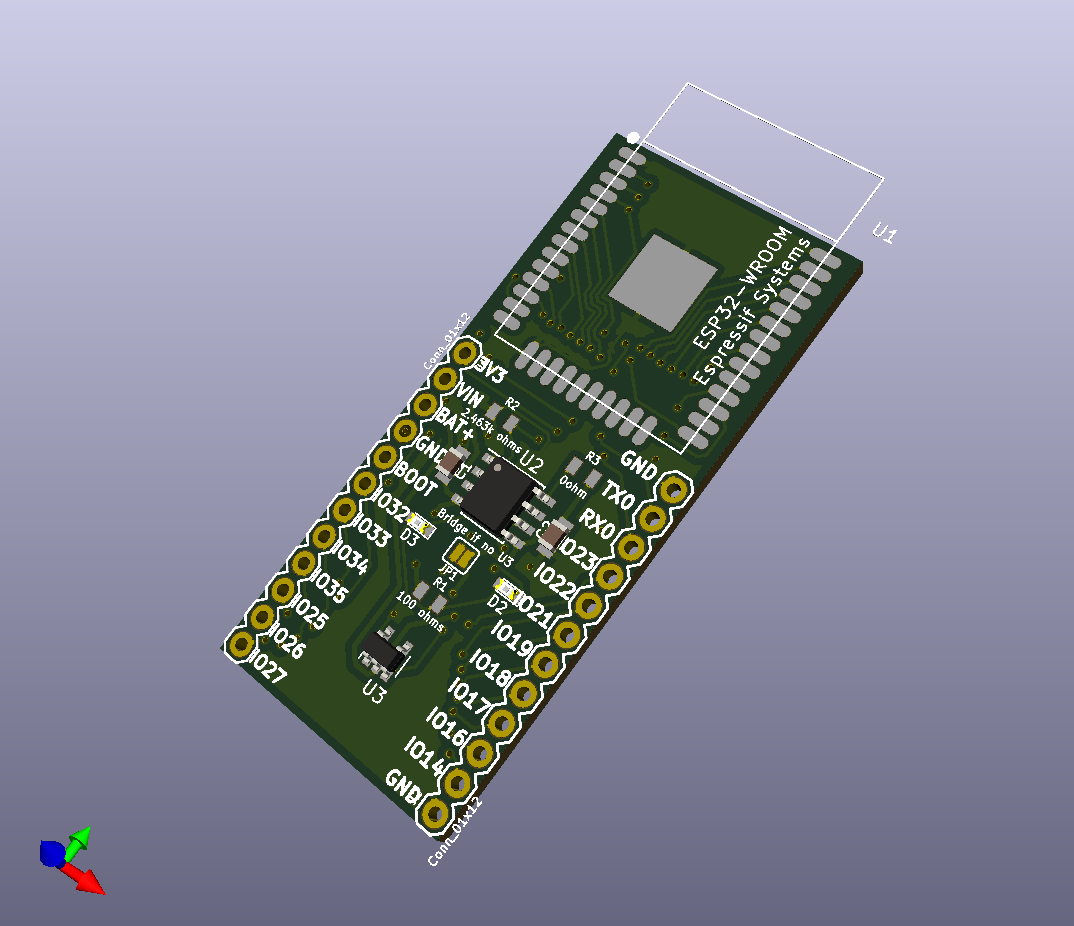 U1
ESP32-WROOM
Espressif Systems
Conn_01x12
3V3
VIN
BAT+
GND
BOOT
IO32
IO33
IO34
IO35
IO25
IO26
IO27
R2
2.463k ohms
U2
R3
0ohm
D3
Bridge if no U3
JP1
R1
100 ohms
D2
U3
GND
TX0
RX0
IO22
IO21
IO19
IO18
IO17
IO16
IO14
GND
Conn_01x12